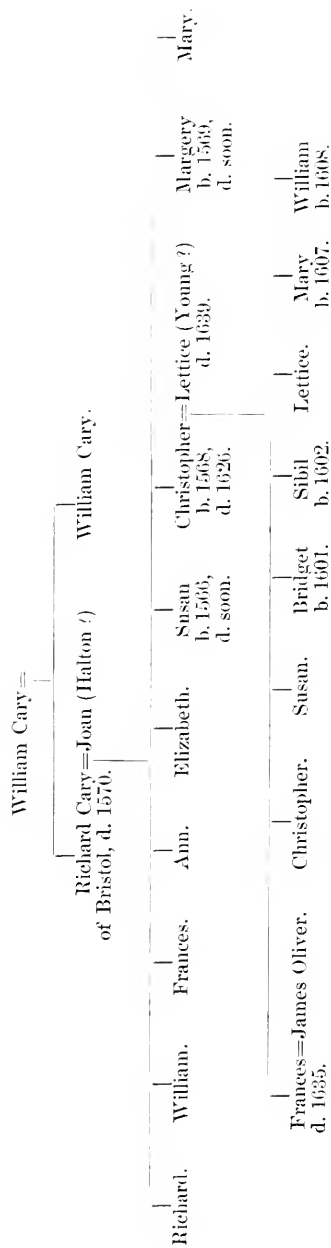 William Cary=
Richard Cary=Joan (Halton ?) William Cary.
of Bristol, d. 1570.
Richard. William. Frances. Ann. Elizabeth. Susan Christopher=Lettice (Young ?) Margery Mary.
b. 1566, b. 1568, d. 1639. b. 1569,
d. soon. d. 1626. d. soon.
Frances=James Oliver. Christopher. Susan. Bridget Sibil Lettice. Mary William
d. 1635. b. 1601. b. 1602. b. 1607. b. 1608.